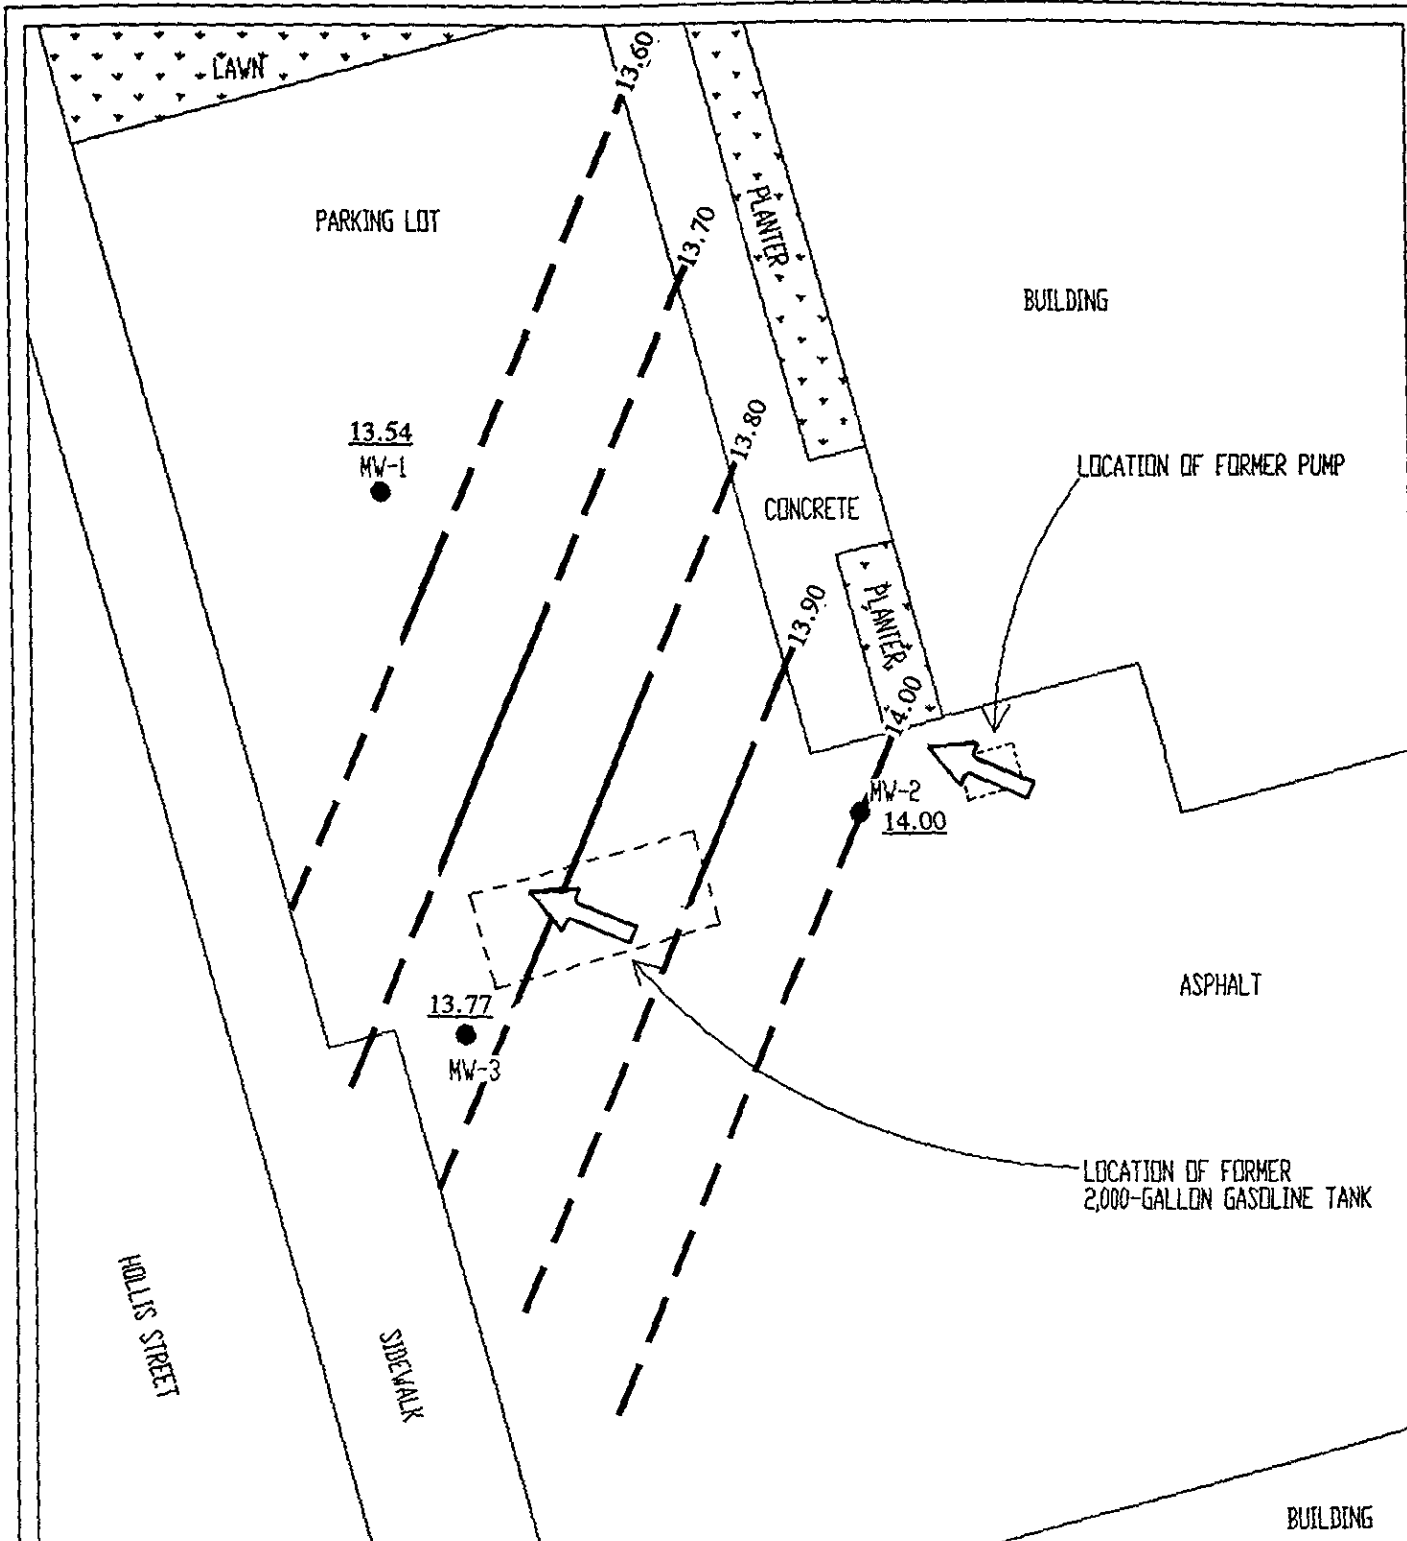 LAWN
13.60
PARKING LOT
PLANTER
13.70
BUILDING
13.54
MW-1
13.80
LOCATION OF FORMER PUMP
CONCRETE
PLANTER
13.90
14.00
MW-2
14.00
13.77
MW-3
ASPHALT
LOCATION OF FORMER
2,000-GALLON GASOLINE TANK
HOLLIS STREET
SIDEWALK
BUILDING